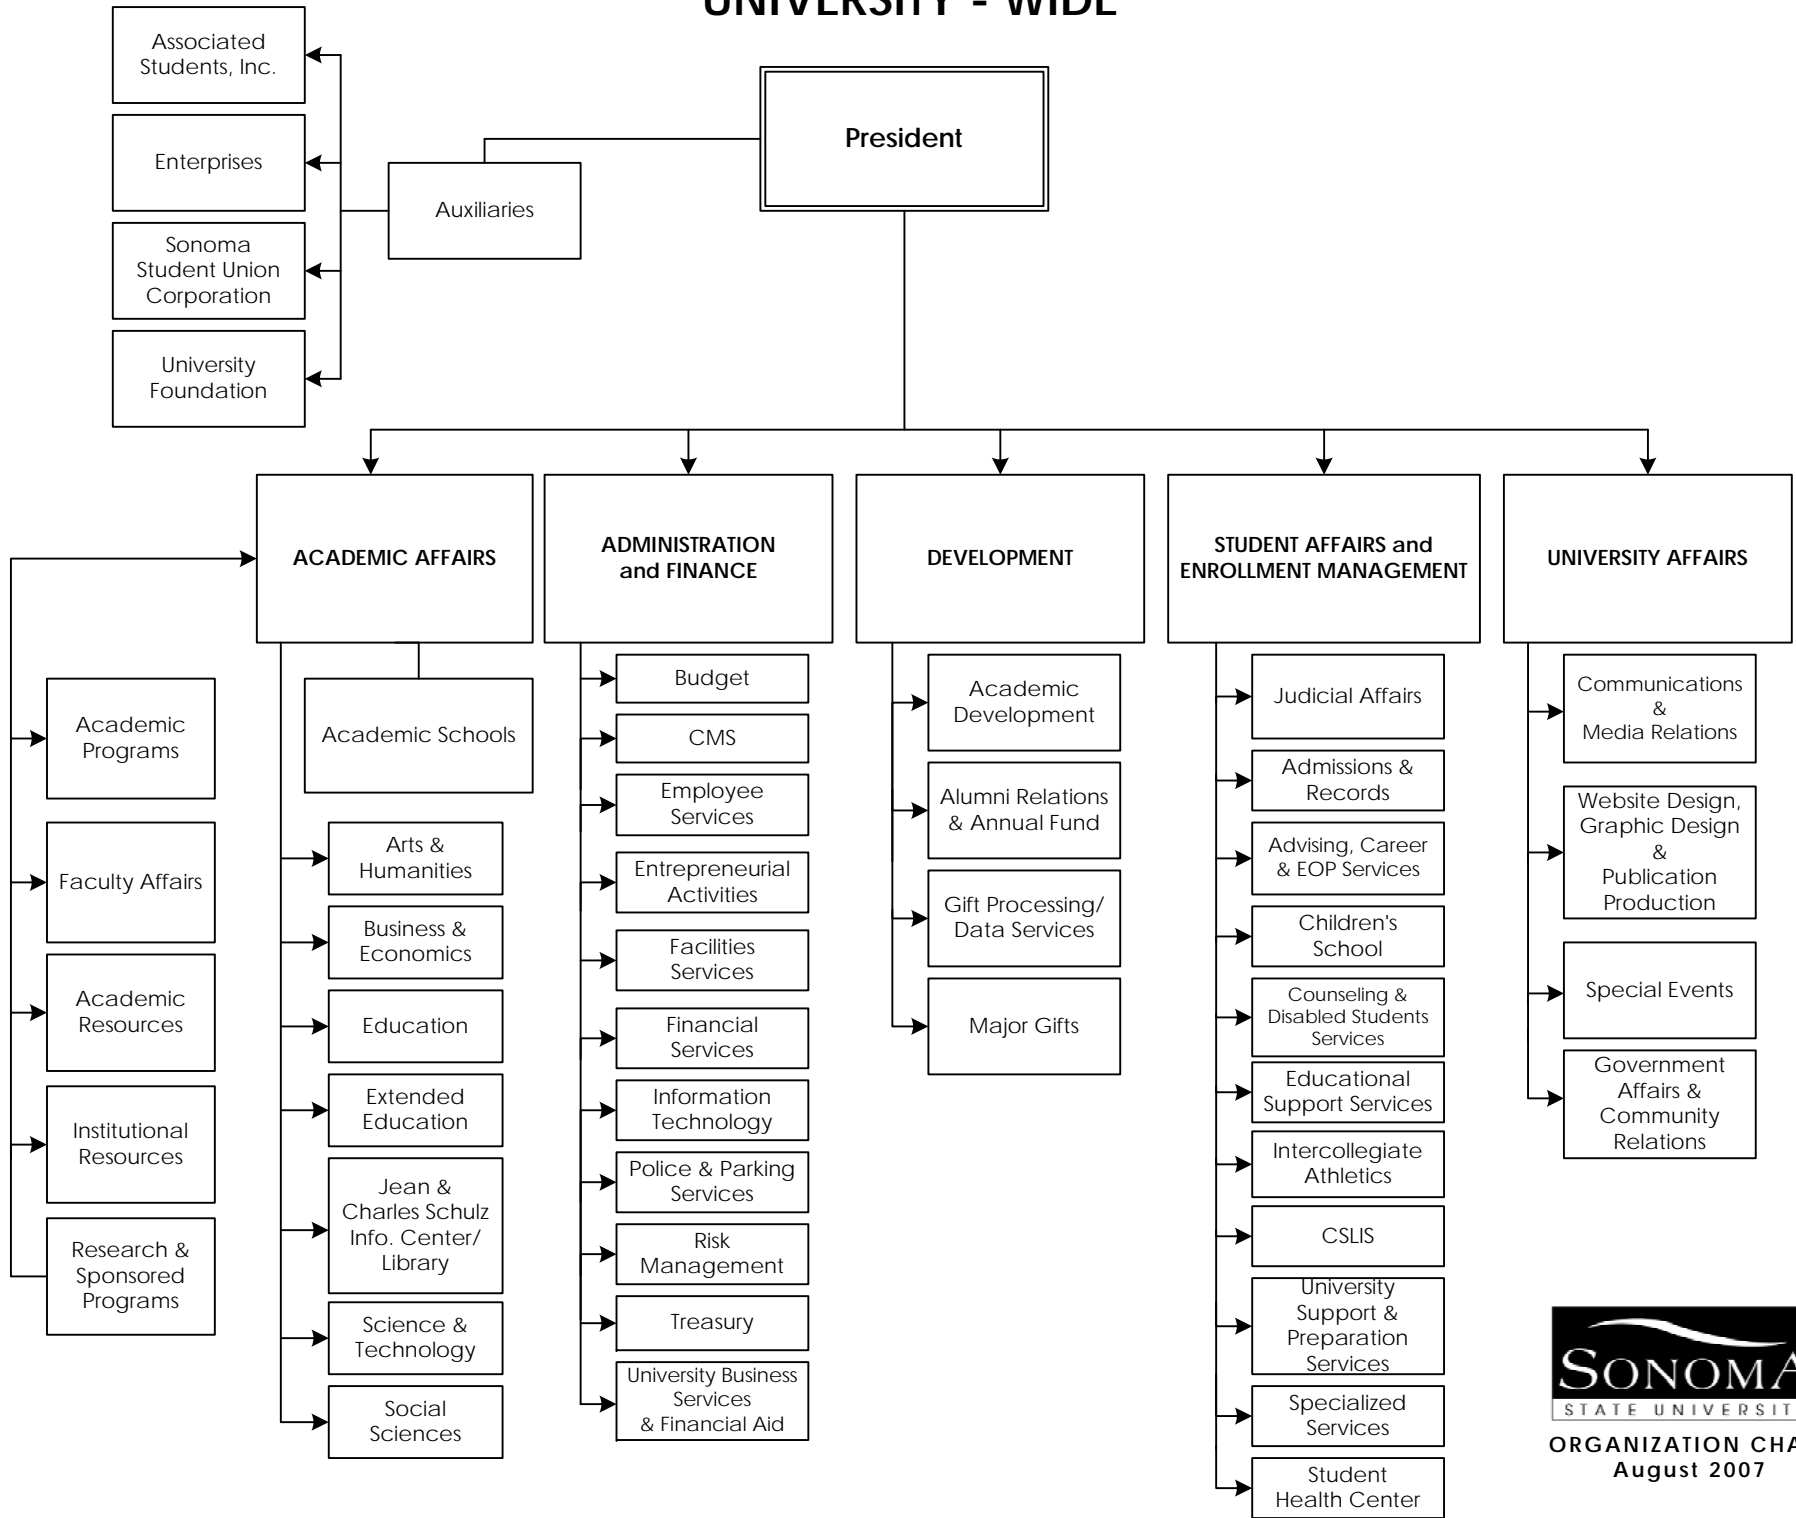 UNIVERSITY - WIDE
Associated
Students, Inc.
Enterprises
Sonoma
Student Union
Corporation
University
Foundation
Auxiliaries
President
ACADEMIC AFFAIRS
ADMINISTRATION
and FINANCE
DEVELOPMENT
STUDENT AFFAIRS and
ENROLLMENT MANAGEMENT
UNIVERSITY AFFAIRS
Academic
Programs
Faculty Affairs
Academic
Resources
Institutional
Resources
Research &
Sponsored
Programs
Academic Schools
Arts &
Humanities
Business &
Economics
Education
Extended
Education
Jean &
Charles Schulz
Info. Center/
Library
Science &
Technology
Social
Sciences
Budget
CMS
Employee
Services
Entrepreneurial
Activities
Facilities
Services
Financial
Services
Information
Technology
Police & Parking
Services
Risk
Management
Treasury
University Business
Services
& Financial Aid
Academic
Development
Alumni Relations
& Annual Fund
Gift Processing/
Data Services
Major Gifts
Judicial Affairs
Admissions &
Records
Advising, Career
& EOP Services
Children's
School
Counseling &
Disabled Students
Services
Educational
Support Services
Intercollegiate
Athletics
CSLIS
University
Support &
Preparation
Services
Specialized
Services
Student
Health Center
Communications
&
Media Relations
Website Design,
Graphic Design
&
Publication
Production
Special Events
Government
Affairs &
Community
Relations
SONOMA
STATE UNIVERSIT
ORGANIZATION CHA
August 2007